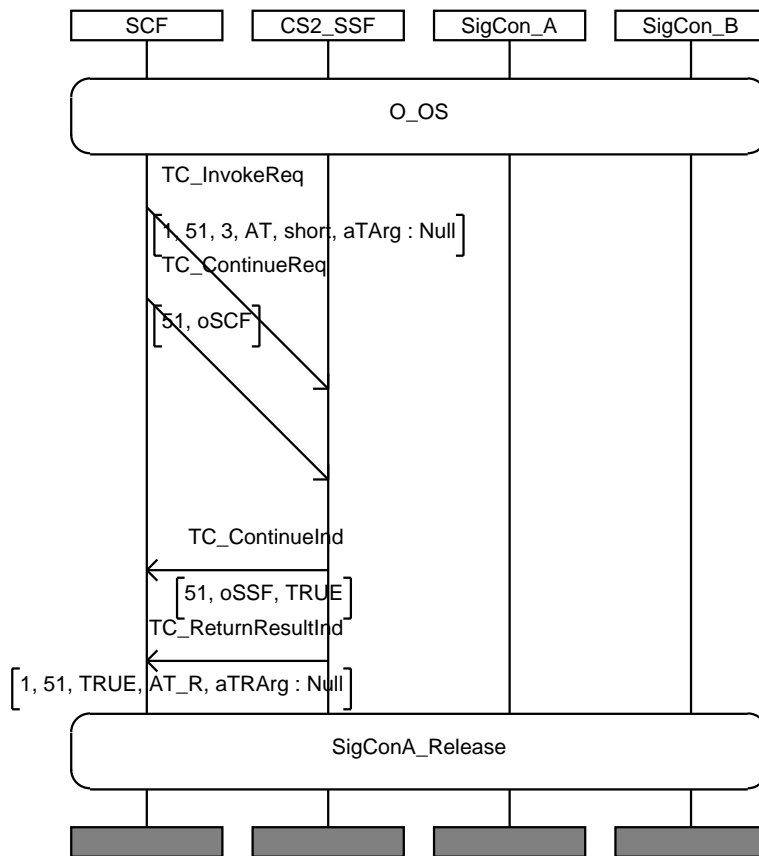 SCF CS2_SSF SigCon_A SigCon_B
O_OS
TC_InvokeReq
[1, 51, 3, AT, short, aTArg : Null]
TC_ContinueReq
[51, oSCF]
TC_ContinueInd
[51, oSSF, TRUE]
TC_ReturnResultInd
[1, 51, TRUE, AT_R, aTRArg : Null]
SigConA_Release